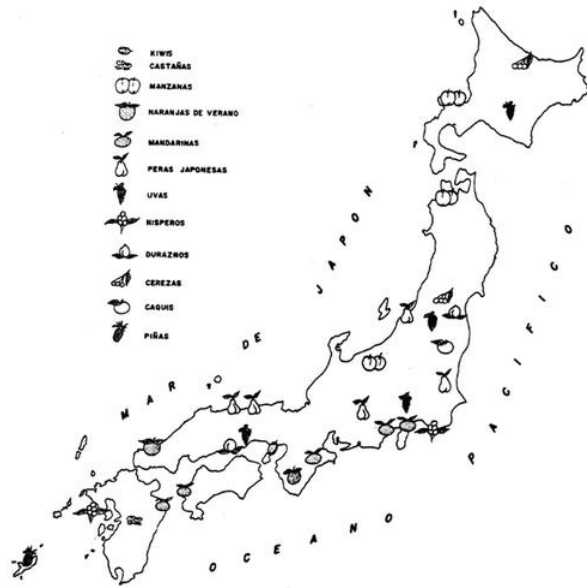 KIWIS
CASTAÑAS
MANZANAS
NARANJAS DE VERANO
MANDARINAS
PERAS JAPONESAS
UVAS
NISPEROS
DURAZNOS
CEREZAS
CAQUIS
PIÑAS
MAR DE JAPON
OCEANO PACIFICO